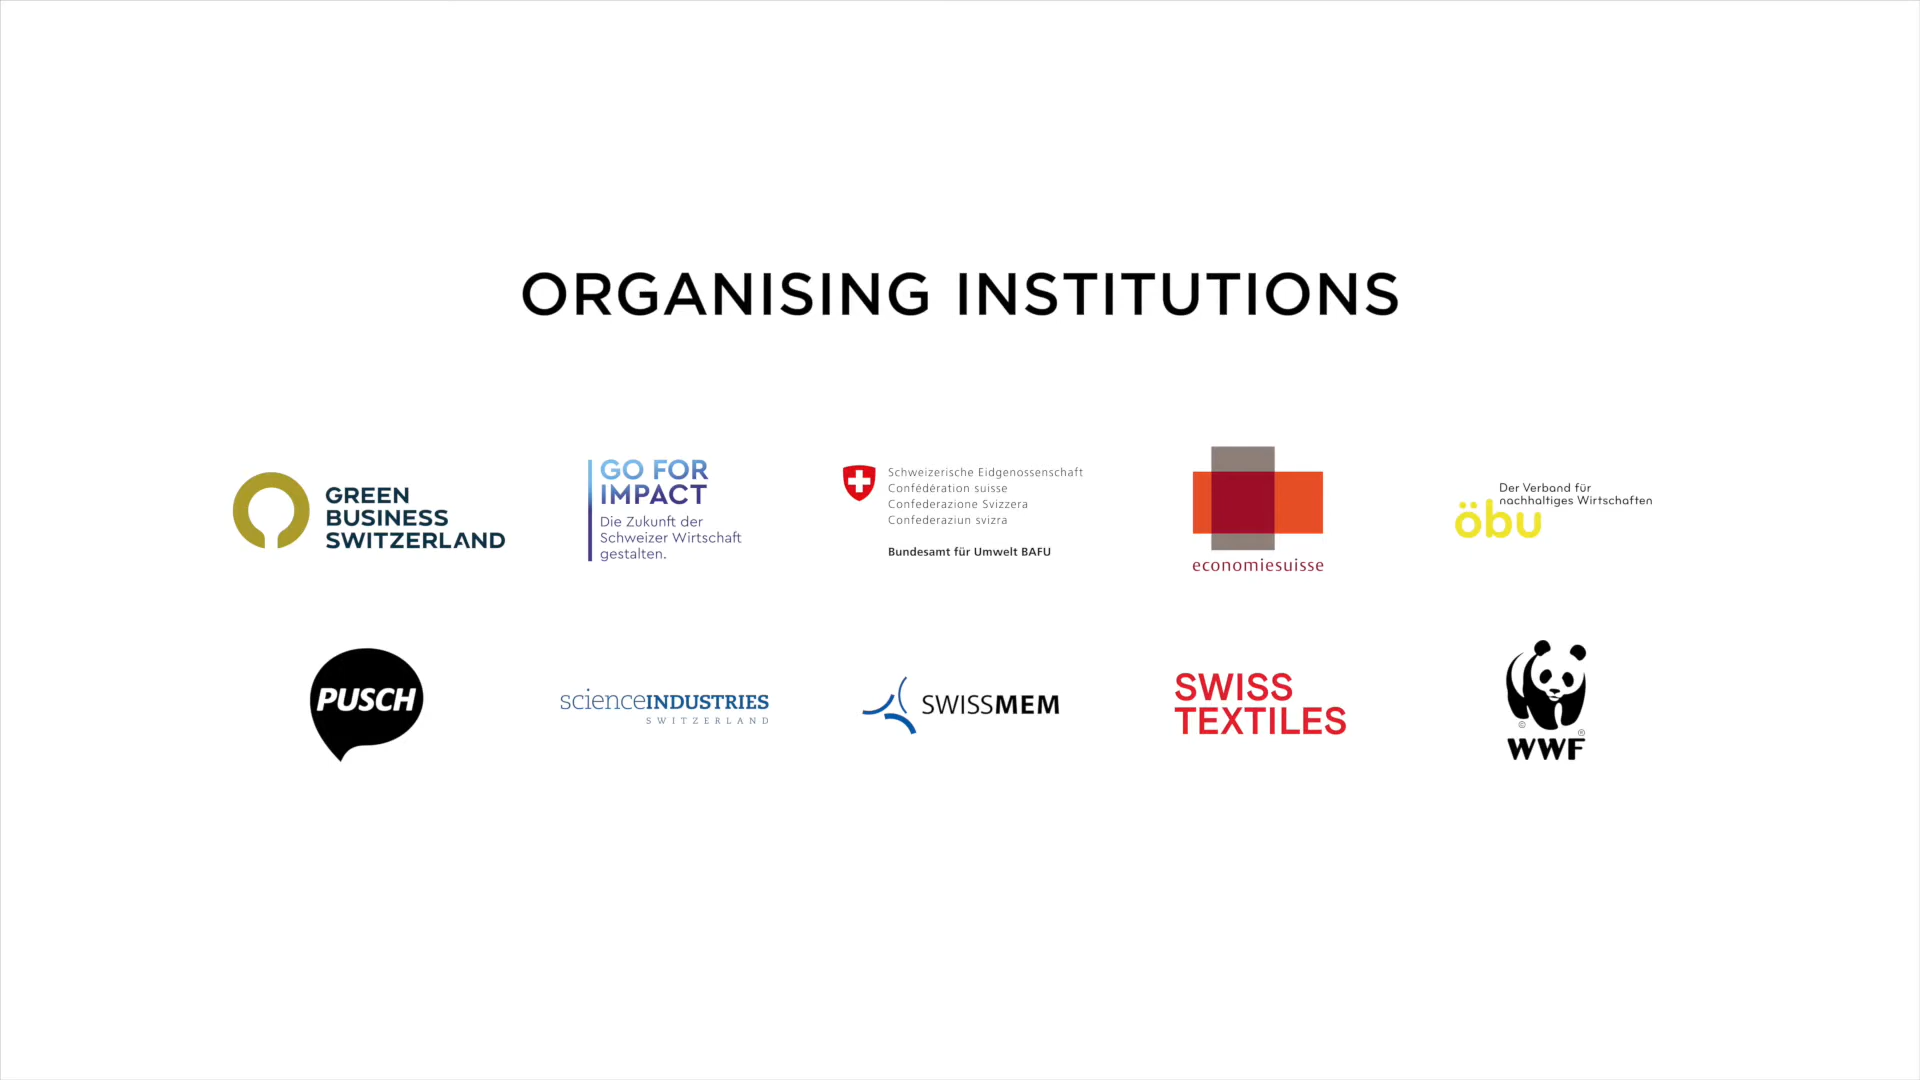 ORGANISING INSTITUTIONS
GREEN
BUSINESS
SWITZERLAND
GO FOR
IMPACT
Die Zukunft der
Schweizer Wirtschaft
gestalten.
Schweizerische Eidgenossenschaft
Confédération suisse
Confederazione Svizzera
Confederaziun svizra
Bundesamt für Umwelt BAFU
economiesuisse
Der Verband für
nachhaltiges Wirtschaften
öbu
PUSCH
scienceINDUSTRIES
SWITZERLAND
SWISSMEM
SWISS
TEXTILES
©
®
WWF